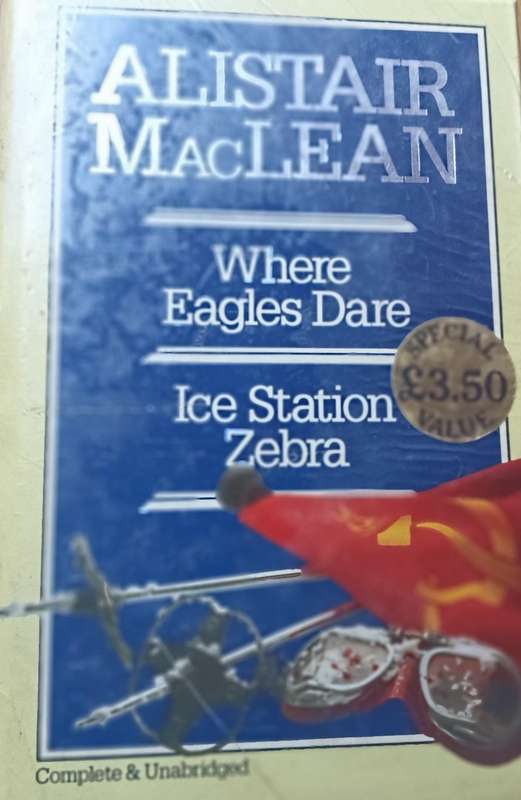 ALISTAIR
MACLEAN
Where
Eagles Dare
SPECIAL
£3.50
VALUE
Ice Station
Zebra
Complete & Unabridged